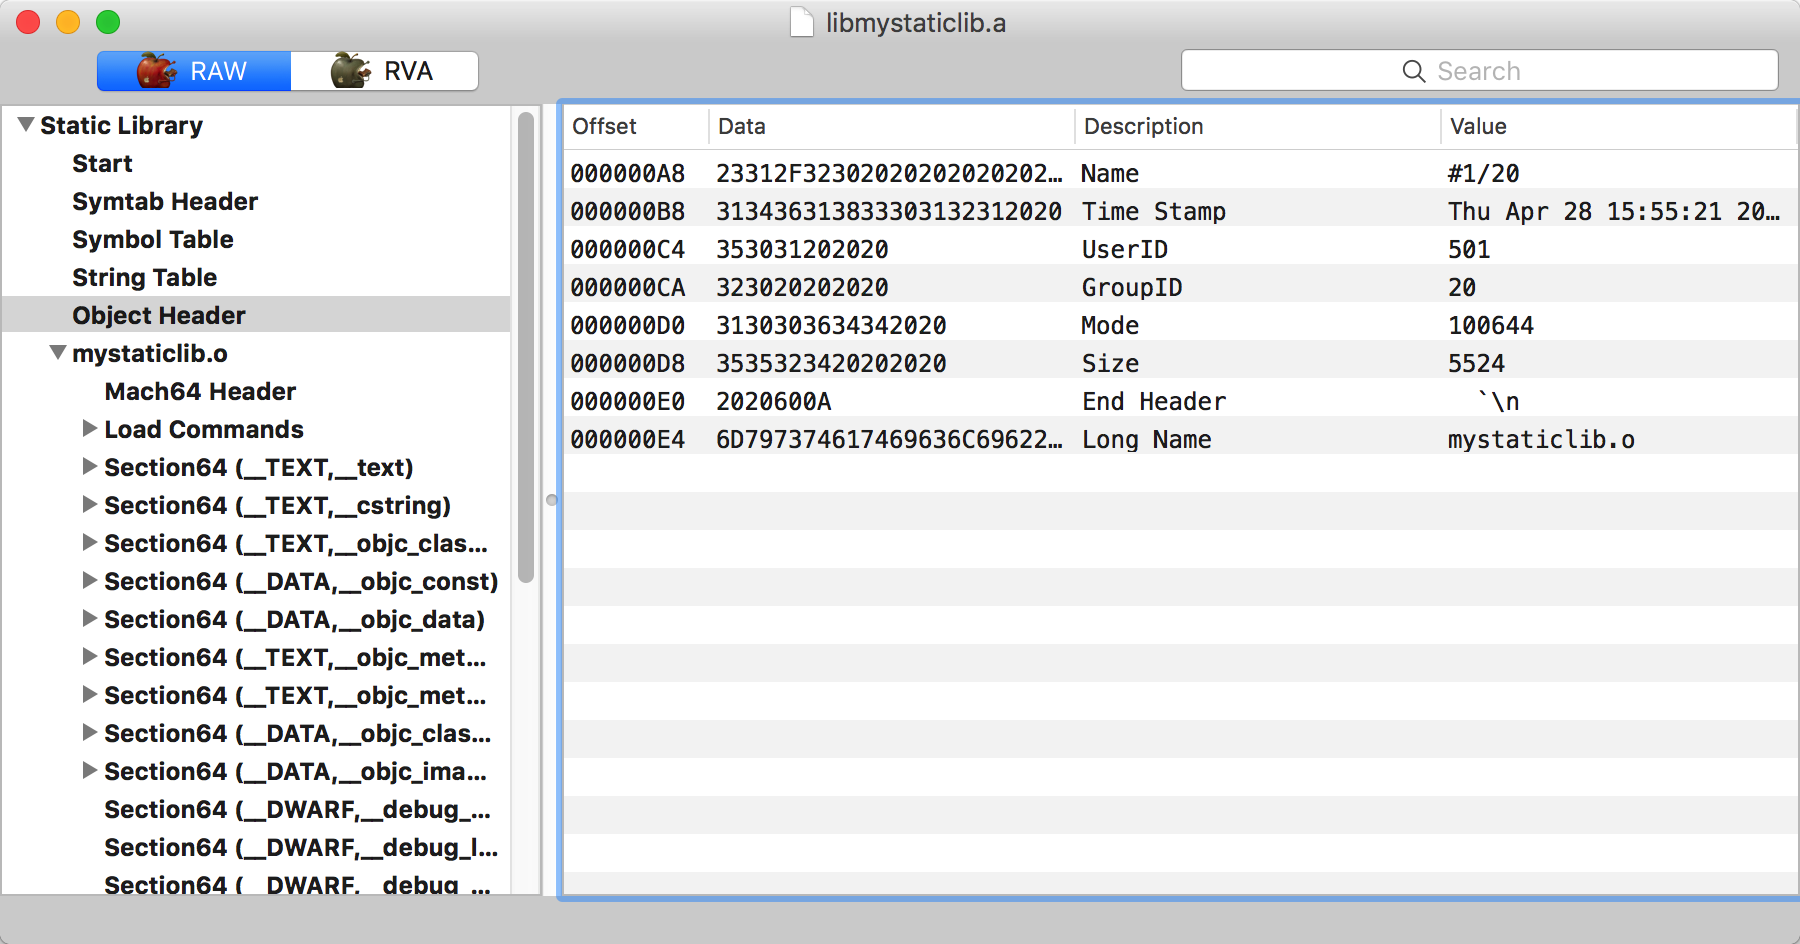 libmystaticlib.a
RAW RVA Search
Static Library
Start
Symtab Header
Symbol Table
String Table
Object Header
mystaticlib.o
Mach64 Header
Load Commands
Section64 (__TEXT,__text)
Section64 (__TEXT,__cstring)
Section64 (__TEXT,__objc_clas...
Section64 (__DATA,__objc_const)
Section64 (__DATA,__objc_data)
Section64 (__TEXT,__objc_met...
Section64 (__TEXT,__objc_met...
Section64 (__DATA,__objc_clas...
Section64 (__DATA,__objc_ima...
Section64 (__DWARF,__debug_...
Section64 (__DWARF,__debug_l...
Section64 (__DWARF,__debug_...
Offset Data Description Value
000000A8 23312F32302020202020202... Name #1/20
000000B8 313436313833303132312020 Time Stamp Thu Apr 28 15:55:21 20...
000000C4 353031202020 UserID 501
000000CA 323020202020 GroupID 20
000000D0 3130303634342020 Mode 100644
000000D8 3535323420202020 Size 5524
000000E0 2020600A End Header `\n
000000E4 6D797374617469636C69622... Long Name mystaticlib.o